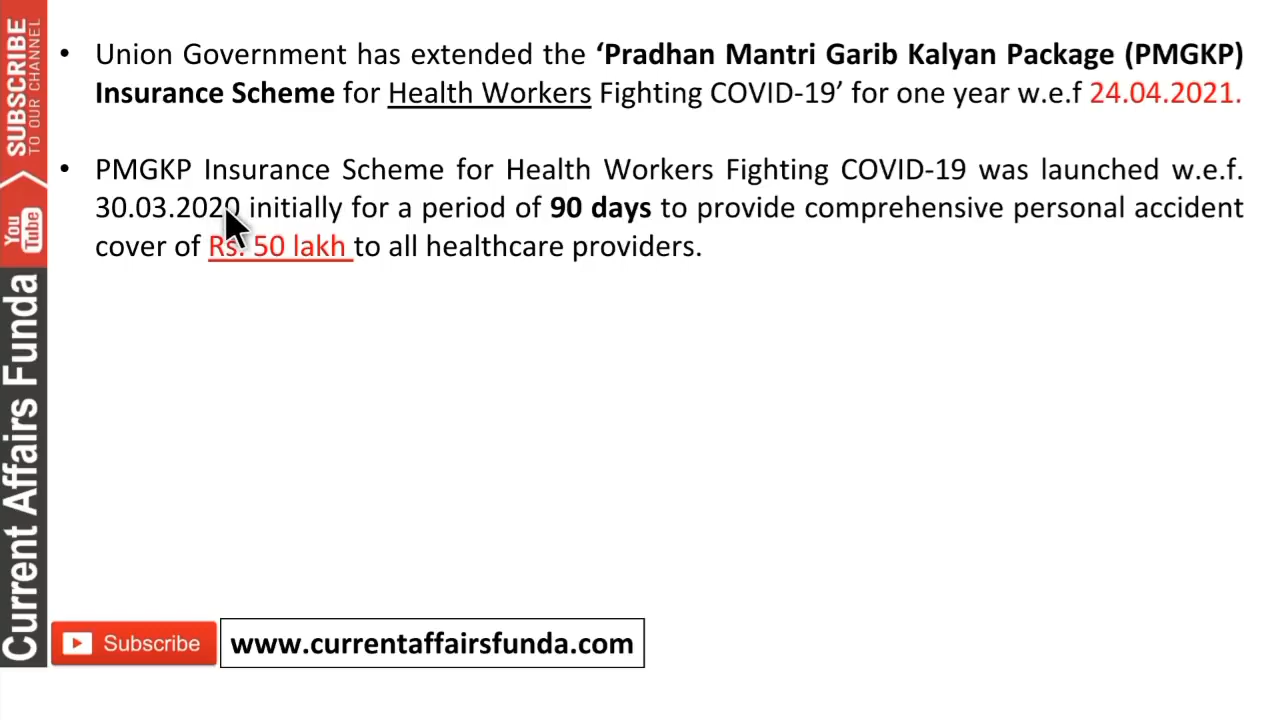 • Union Government has extended the ‘Pradhan Mantri Garib Kalyan Package (PMGKP)
Insurance Scheme for Health Workers Fighting COVID-19’ for one year w.e.f 24.04.2021.
• PMGKP Insurance Scheme for Health Workers Fighting COVID-19 was launched w.e.f.
30.03.2020 initially for a period of 90 days to provide comprehensive personal accident
cover of Rs. 50 lakh to all healthcare providers.
SUBSCRIBE
TO OUR CHANNEL
You
Tube
Current Affairs Funda
Subscribe
www.currentaffairsfunda.com